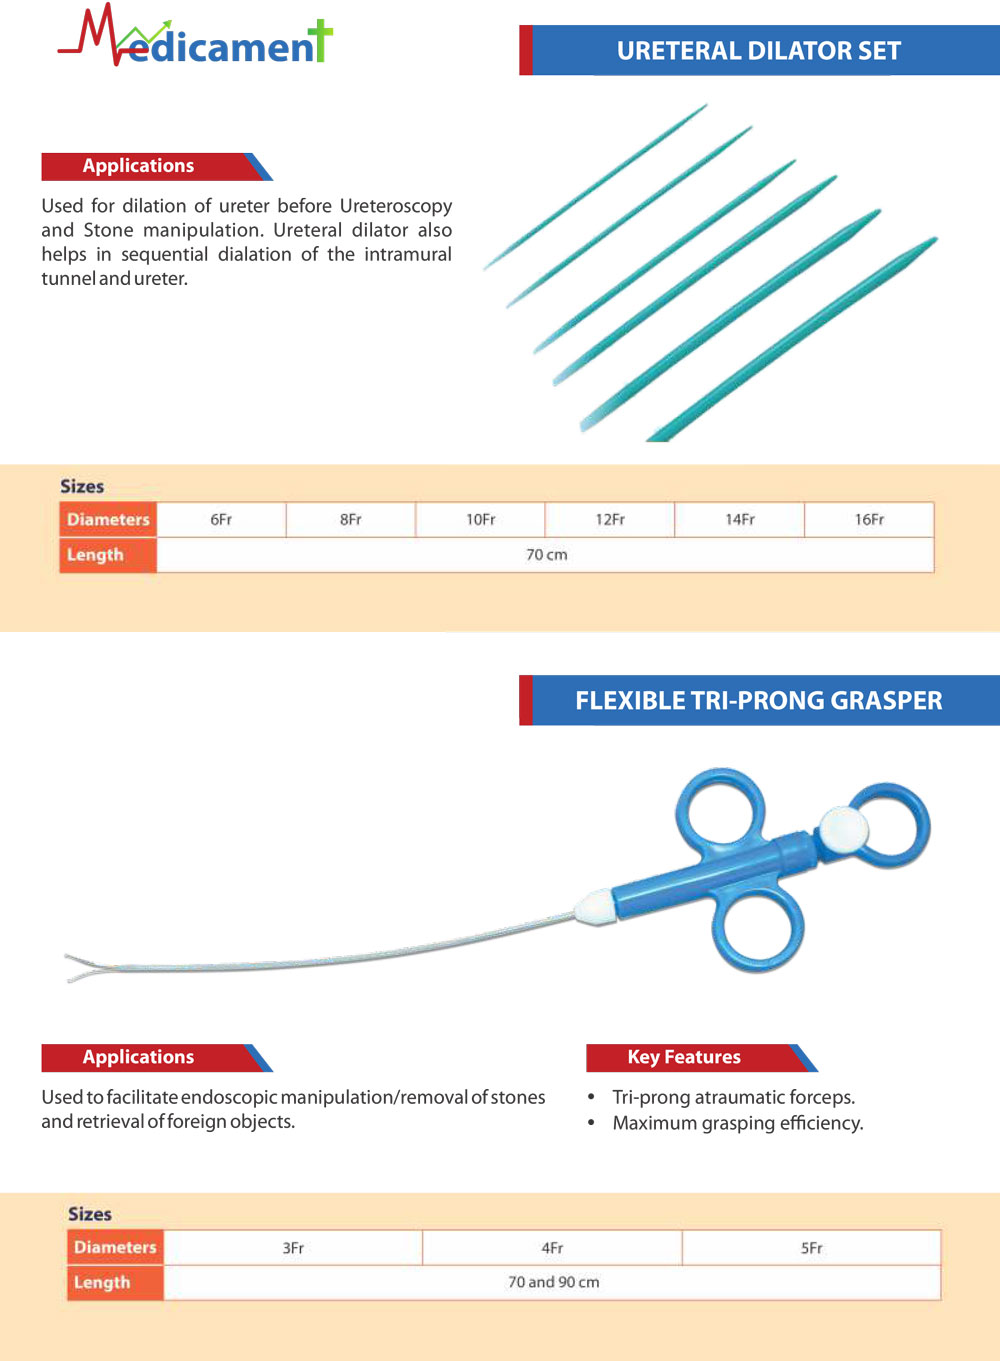 Medicament
URETERAL DILATOR SET
Applications
Used for dilation of ureter before Ureteroscopy
and Stone manipulation. Ureteral dilator also
helps in sequential dialation of the intramural
tunnel and ureter.
Sizes
Diameters 6Fr 8Fr 10Fr 12Fr 14Fr 16Fr
Length 70 cm
FLEXIBLE TRI-PRONG GRASPER
Applications
Used to facilitate endoscopic manipulation/removal of stones
and retrieval of foreign objects.
Key Features
• Tri-prong atraumatic forceps.
• Maximum grasping efficiency.
Sizes
Diameters 3Fr 4Fr 5Fr
Length 70 and 90 cm